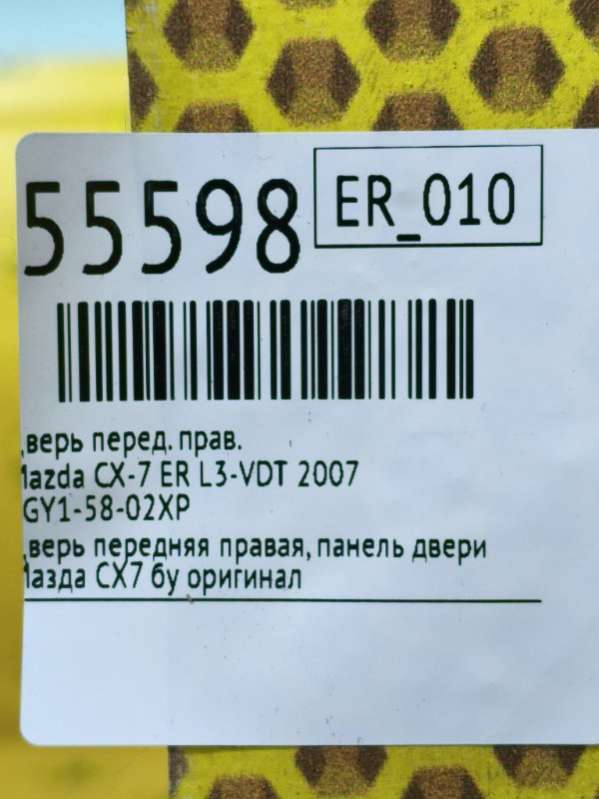 55598
ER_010
верь перед. прав.
azda CX-7 ER L3-VDT 2007
GY1-58-02XP
верь передняя правая, панель двери
азда CX7 бу оригинал